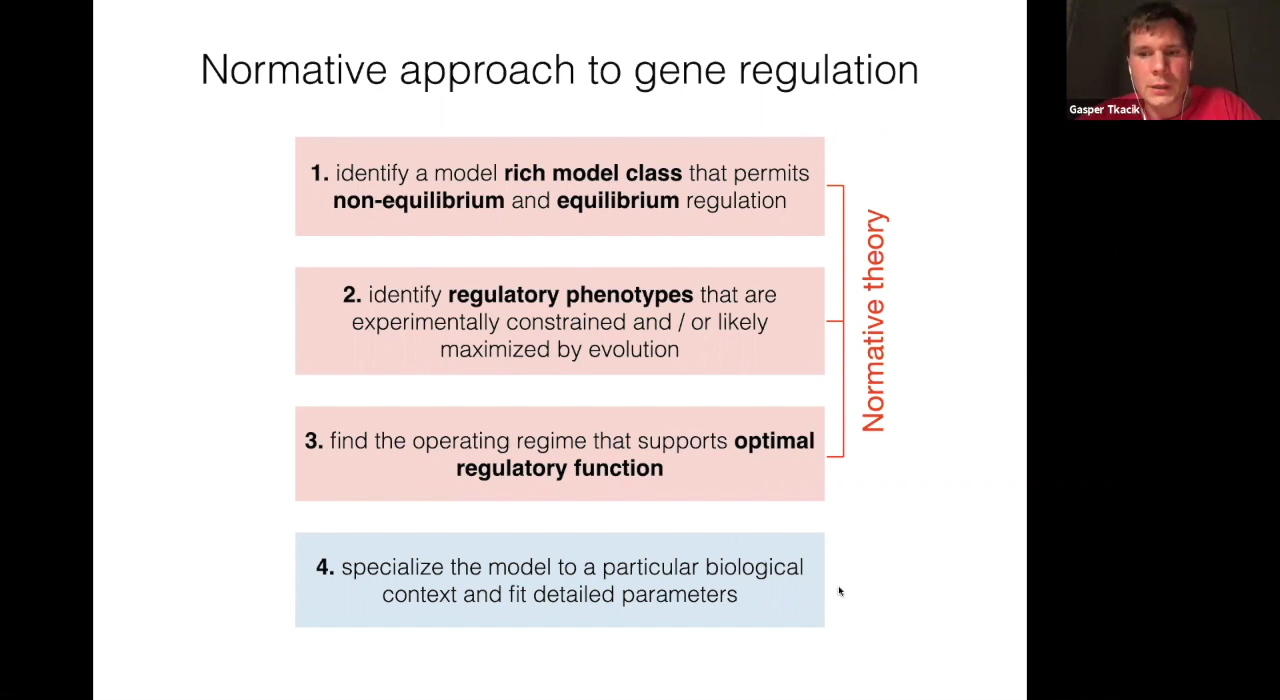 Normative approach to gene regulation
1. identify a model rich model class that permits
non-equilibrium and equilibrium regulation
2. identify regulatory phenotypes that are
experimentally constrained and / or likely
maximized by evolution
3. find the operating regime that supports optimal
regulatory function
4. specialize the model to a particular biological
context and fit detailed parameters
Normative theory
Gasper Tkacik